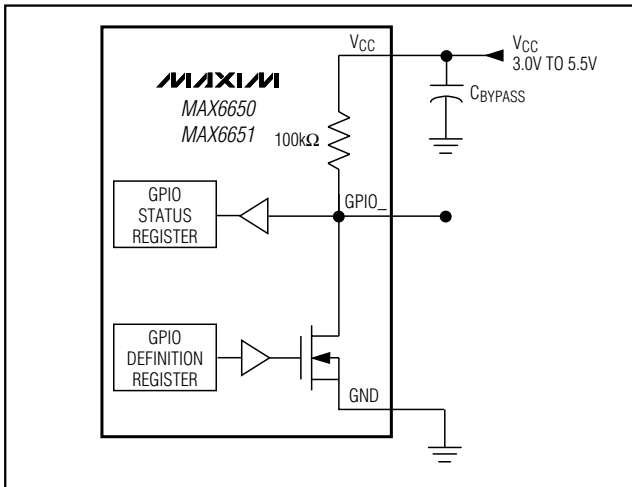 VCC
VCC
3.0V TO 5.5V
MAXIM
MAX6650
MAX6651
CBYPASS
100kΩ
GPIO
STATUS
REGISTER
GPIO_
GPIO
DEFINITION
REGISTER
GND